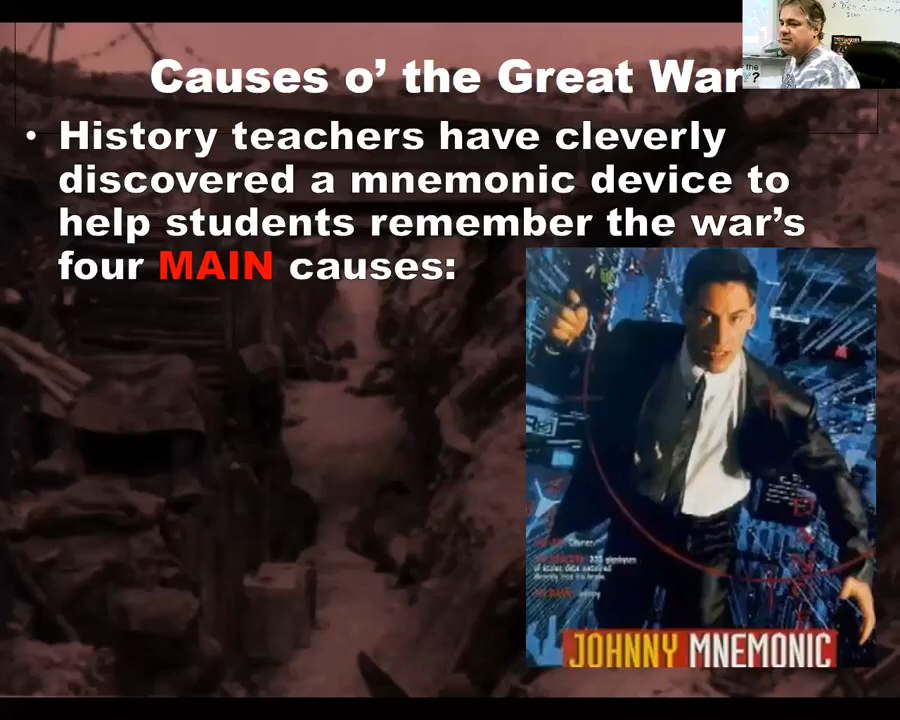 Causes o’ the Great War
• History teachers have cleverly
discovered a mnemonic device to
help students remember the war’s
four MAIN causes:
JOHNNY MNEMONIC